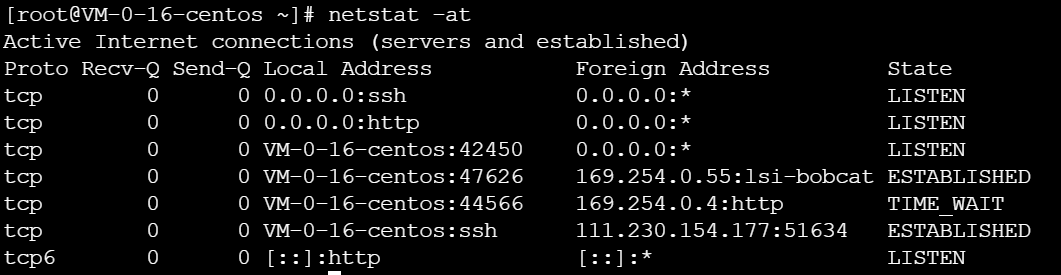 [root@VM-0-16-centos ~]# netstat -at
Active Internet connections (servers and established)
Proto Recv-Q Send-Q Local Address           Foreign Address         State
tcp        0      0 0.0.0.0:ssh             0.0.0.0:*               LISTEN
tcp        0      0 0.0.0.0:http            0.0.0.0:*               LISTEN
tcp        0      0 VM-0-16-centos:42450    0.0.0.0:*               LISTEN
tcp        0      0 VM-0-16-centos:47626    169.254.0.55:lsi-bobcat ESTABLISHED
tcp        0      0 VM-0-16-centos:44566    169.254.0.4:http        TIME_WAIT
tcp        0      0 VM-0-16-centos:ssh      111.230.154.177:51634   ESTABLISHED
tcp6       0      0 [::]:http               [::]:*                  LISTEN